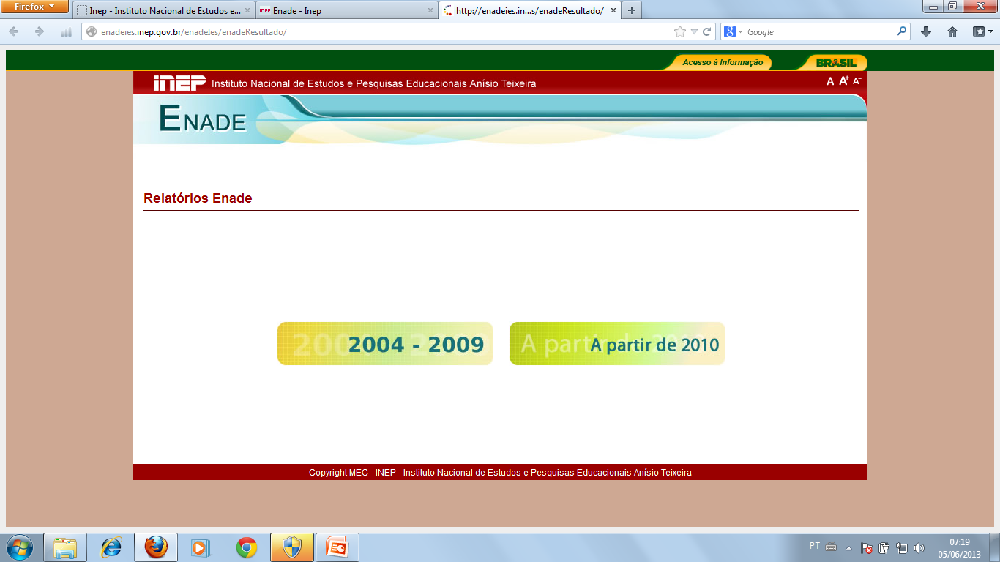 Firefox
Inep - Instituto Nacional de Estudos e...
INEP Enade - Inep
http://enadeies.in...s/enadeResultado/
enadeies.inep.gov.br/enadeIes/enadeResultado/
Google
Acesso à Informação
BRASIL
INEP Instituto Nacional de Estudos e Pesquisas Educacionais Anísio Teixeira
A A+ A-
ENADE
Relatórios Enade
2004 - 2009
A partir de 2010
Copyright MEC - INEP - Instituto Nacional de Estudos e Pesquisas Educacionais Anísio Teixeira
PT
07:19
05/06/2013